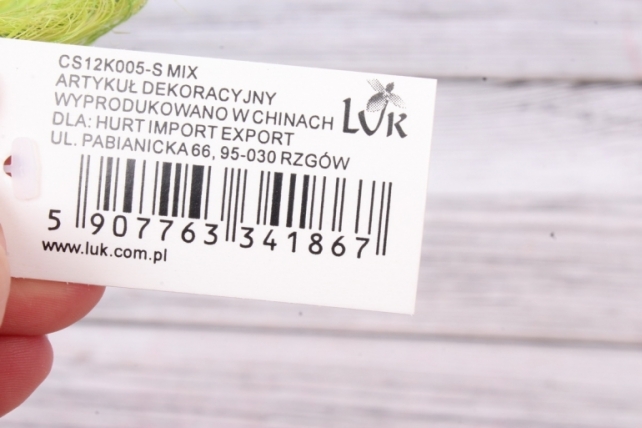 CS12K005-S MIX
ARTYKUŁ DEKORACYJNY
WYPRODUKOWANO W CHINACH
DLA: HURT IMPORT EXPORT
UL. PABIANICKA 66, 95-030 RZGÓW
LUK
5 907763 341867
www.luk.com.pl